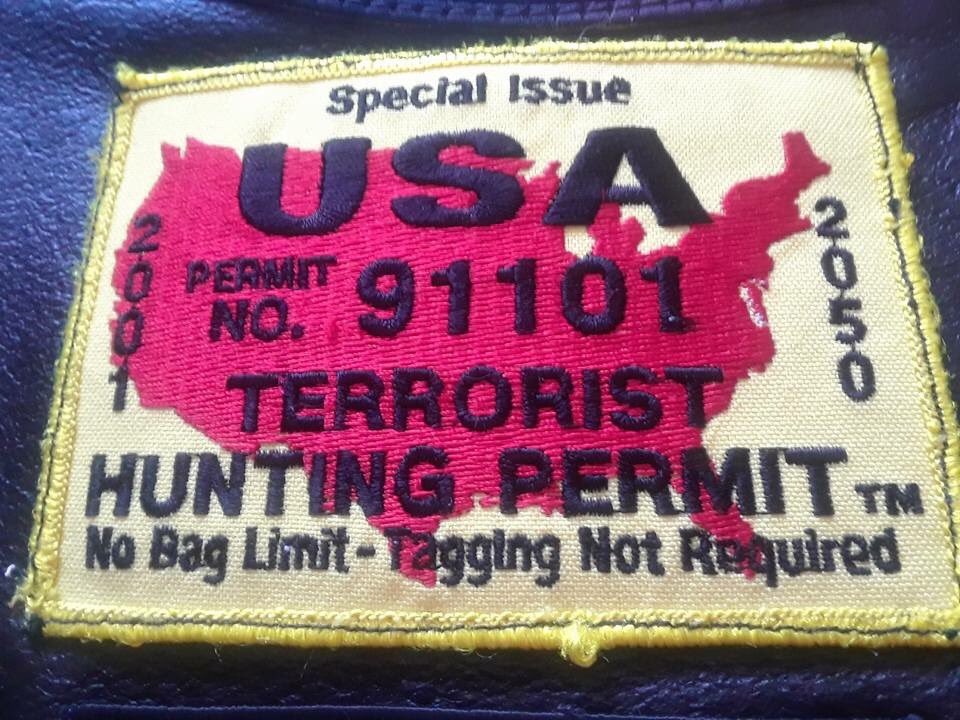 Special Issue
USA
2001
PERMIT
NO. 91101
2050
TERRORIST
HUNTING PERMIT TM
No Bag Limit - Tagging Not Required